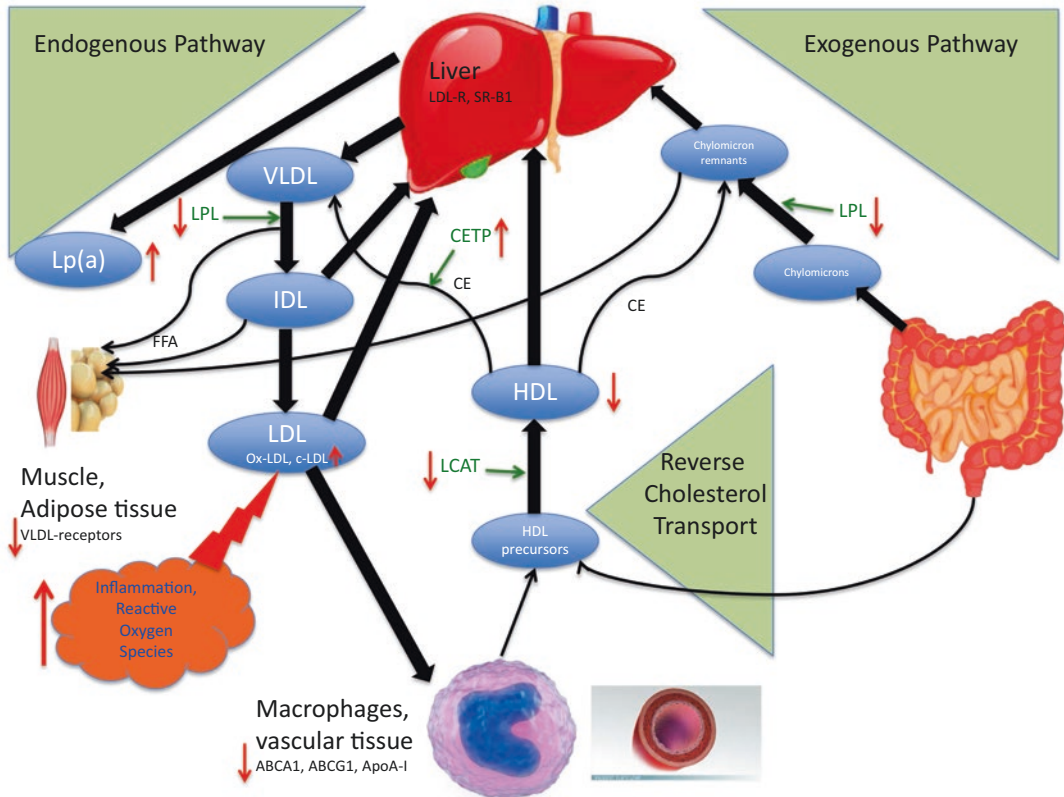 Endogenous Pathway
Exogenous Pathway
Liver
LDL-R, SR-B1
Chylomicron
remnants
VLDL
LPL
LPL
Lp(a)
CETP
Chylomicrons
IDL
CE
CE
FFA
HDL
LDL
Ox-LDL, c-LDL
LCAT
Reverse
Cholesterol
Transport
Muscle,
Adipose tissue
VLDL-receptors
HDL
precursors
Inflammation,
Reactive
Oxygen
Species
Macrophages,
vascular tissue
ABCA1, ABCG1, ApoA-I